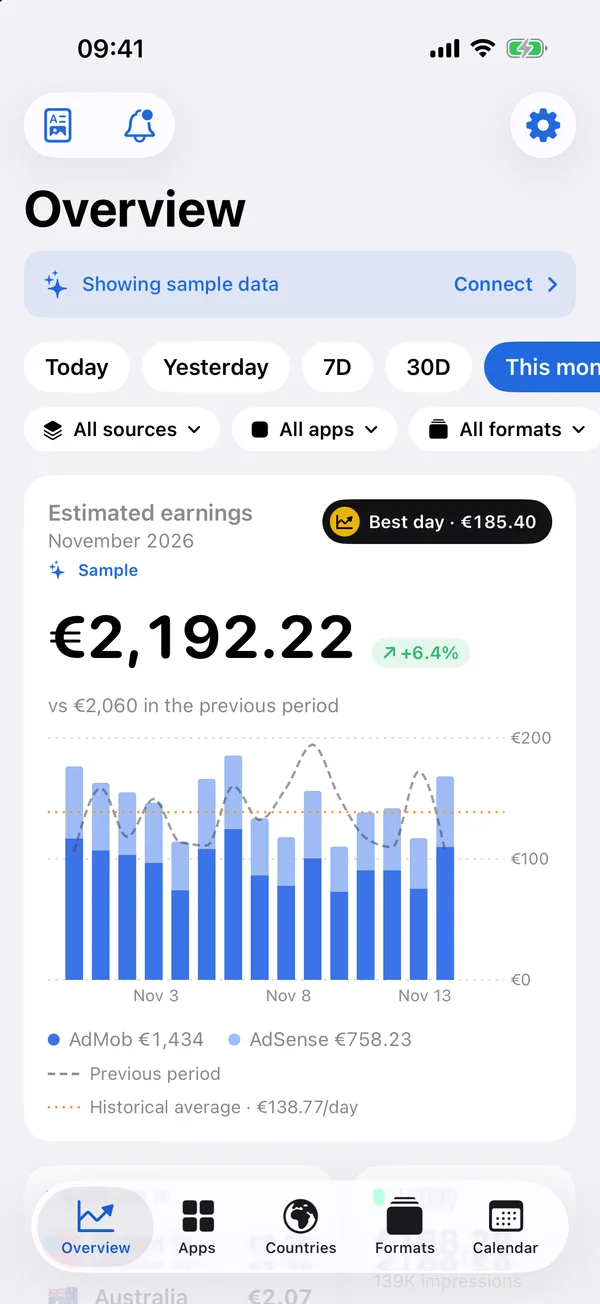 09:41
Overview
Showing sample data Connect
Today Yesterday 7D 30D This mon
All sources All apps All formats
Estimated earnings
Best day · €185.40
November 2026
Sample
€2,192.22 +6.4%
vs €2,060 in the previous period
€200
€100
€0
Nov 3 Nov 8 Nov 13
AdMob €1,434 AdSense €758.23
Previous period
Historical average · €138.77/day
Overview Apps Countries Formats Calendar
Australia €2.07
139K impressions